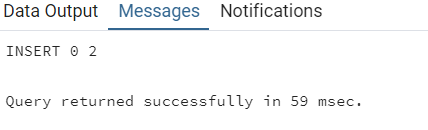 Data Output Messages Notifications
INSERT 0 2
Query returned successfully in 59 msec.